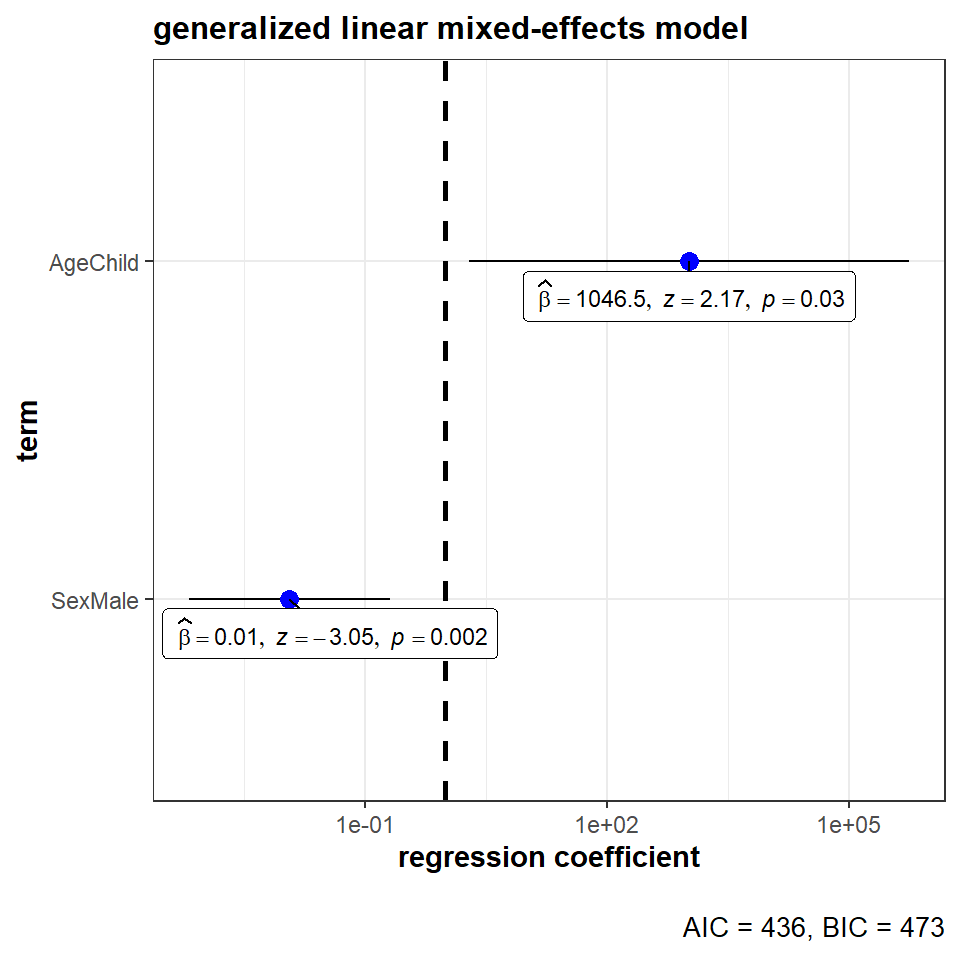 generalized linear mixed-effects model
term
AgeChild
β̂ = 1046.5, z = 2.17, p = 0.03
SexMale
β̂ = 0.01, z = −3.05, p = 0.002
1e-01 1e+02 1e+05
regression coefficient
AIC = 436, BIC = 473